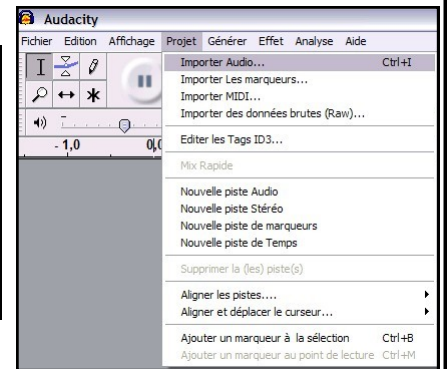 Audacity
Fichier Edition Affichage Projet Générer Effet Analyse Aide
Importer Audio... Ctrl+I
Importer Les marqueurs...
Importer MIDI...
Importer des données brutes (Raw)...
Editer les Tags ID3...
Mix Rapide
Nouvelle piste Audio
Nouvelle piste Stéréo
Nouvelle piste de marqueurs
Nouvelle piste de Temps
Supprimer la (les) piste(s)
Aligner les pistes....
Aligner et déplacer le curseur...
Ajouter un marqueur à la sélection Ctrl+B
Ajouter un marqueur au point de lecture Ctrl+M
- 1,0 0,0